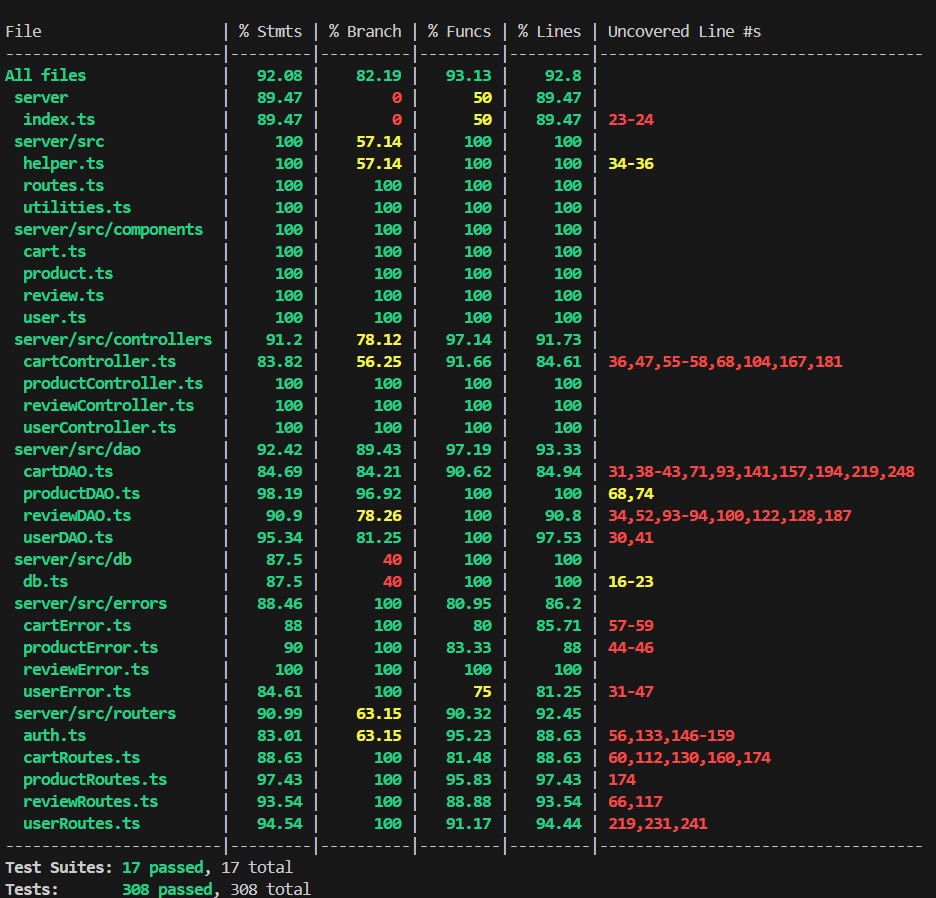 File                    | % Stmts | % Branch | % Funcs | % Lines | Uncovered Line #s
------------------------|---------|----------|---------|---------|-----------------------------------
All files               |   92.08 |    82.19 |   93.13 |    92.8 |
 server                 |   89.47 |        0 |      50 |   89.47 |
  index.ts              |   89.47 |        0 |      50 |   89.47 | 23-24
 server/src             |     100 |    57.14 |     100 |     100 |
  helper.ts             |     100 |    57.14 |     100 |     100 | 34-36
  routes.ts             |     100 |      100 |     100 |     100 |
  utilities.ts          |     100 |      100 |     100 |     100 |
 server/src/components  |     100 |      100 |     100 |     100 |
  cart.ts               |     100 |      100 |     100 |     100 |
  product.ts            |     100 |      100 |     100 |     100 |
  review.ts             |     100 |      100 |     100 |     100 |
  user.ts               |     100 |      100 |     100 |     100 |
 server/src/controllers |    91.2 |    78.12 |   97.14 |   91.73 |
  cartController.ts     |   83.82 |    56.25 |   91.66 |   84.61 | 36,47,55-58,68,104,167,181
  productController.ts  |     100 |      100 |     100 |     100 |
  reviewController.ts   |     100 |      100 |     100 |     100 |
  userController.ts     |     100 |      100 |     100 |     100 |
 server/src/dao         |   92.42 |    89.43 |   97.19 |   93.33 |
  cartDAO.ts            |   84.69 |    84.21 |   90.62 |   84.94 | 31,38-43,71,93,141,157,194,219,248
  productDAO.ts         |   98.19 |    96.92 |     100 |     100 | 68,74
  reviewDAO.ts          |    90.9 |    78.26 |     100 |    90.8 | 34,52,93-94,100,122,128,187
  userDAO.ts            |   95.34 |    81.25 |     100 |   97.53 | 30,41
 server/src/db          |    87.5 |       40 |     100 |     100 |
  db.ts                 |    87.5 |       40 |     100 |     100 | 16-23
 server/src/errors      |   88.46 |      100 |   80.95 |    86.2 |
  cartError.ts          |      88 |      100 |      80 |   85.71 | 57-59
  productError.ts       |      90 |      100 |   83.33 |      88 | 44-46
  reviewError.ts        |     100 |      100 |     100 |     100 |
  userError.ts          |   84.61 |      100 |      75 |   81.25 | 31-47
 server/src/routers     |   90.99 |    63.15 |   90.32 |   92.45 |
  auth.ts               |   83.01 |    63.15 |   95.23 |   88.63 | 56,133,146-159
  cartRoutes.ts         |   88.63 |      100 |   81.48 |   88.63 | 60,112,130,160,174
  productRoutes.ts      |   97.43 |      100 |   95.83 |   97.43 | 174
  reviewRoutes.ts       |   93.54 |      100 |   88.88 |   93.54 | 66,117
  userRoutes.ts         |   94.54 |      100 |   91.17 |   94.44 | 219,231,241
------------------------|---------|----------|---------|---------|-----------------------------------
Test Suites: 17 passed, 17 total
Tests:       308 passed, 308 total